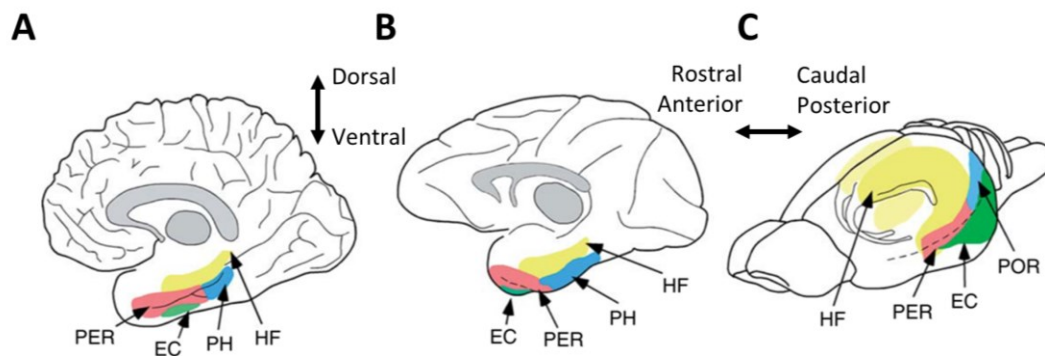 A
B
C
Dorsal
Ventral
Rostral
Anterior
Caudal
Posterior
PER
EC
PH
HF
EC
PER
PH
HF
HF
PER
EC
POR